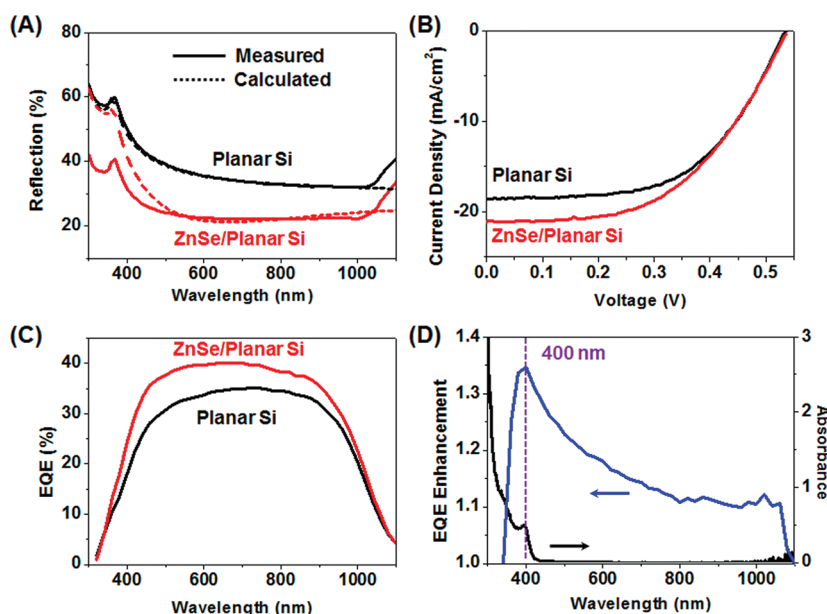 (A)
80
60
40
20
Reflection (%)
Measured
Calculated
Planar Si
ZnSe/Planar Si
400 600 800 1000
Wavelength (nm)
(B)
0
-10
-20
Current Density (mA/cm²)
Planar Si
ZnSe/Planar Si
0.0 0.1 0.2 0.3 0.4 0.5
Voltage (V)
(C)
40
30
20
10
0
EQE (%)
ZnSe/Planar Si
Planar Si
400 600 800 1000
Wavelength (nm)
(D)
1.4
1.3
1.2
1.1
1.0
EQE Enhancement
400 nm
3
2
1
0
Absorbance
400 600 800 1000
Wavelength (nm)